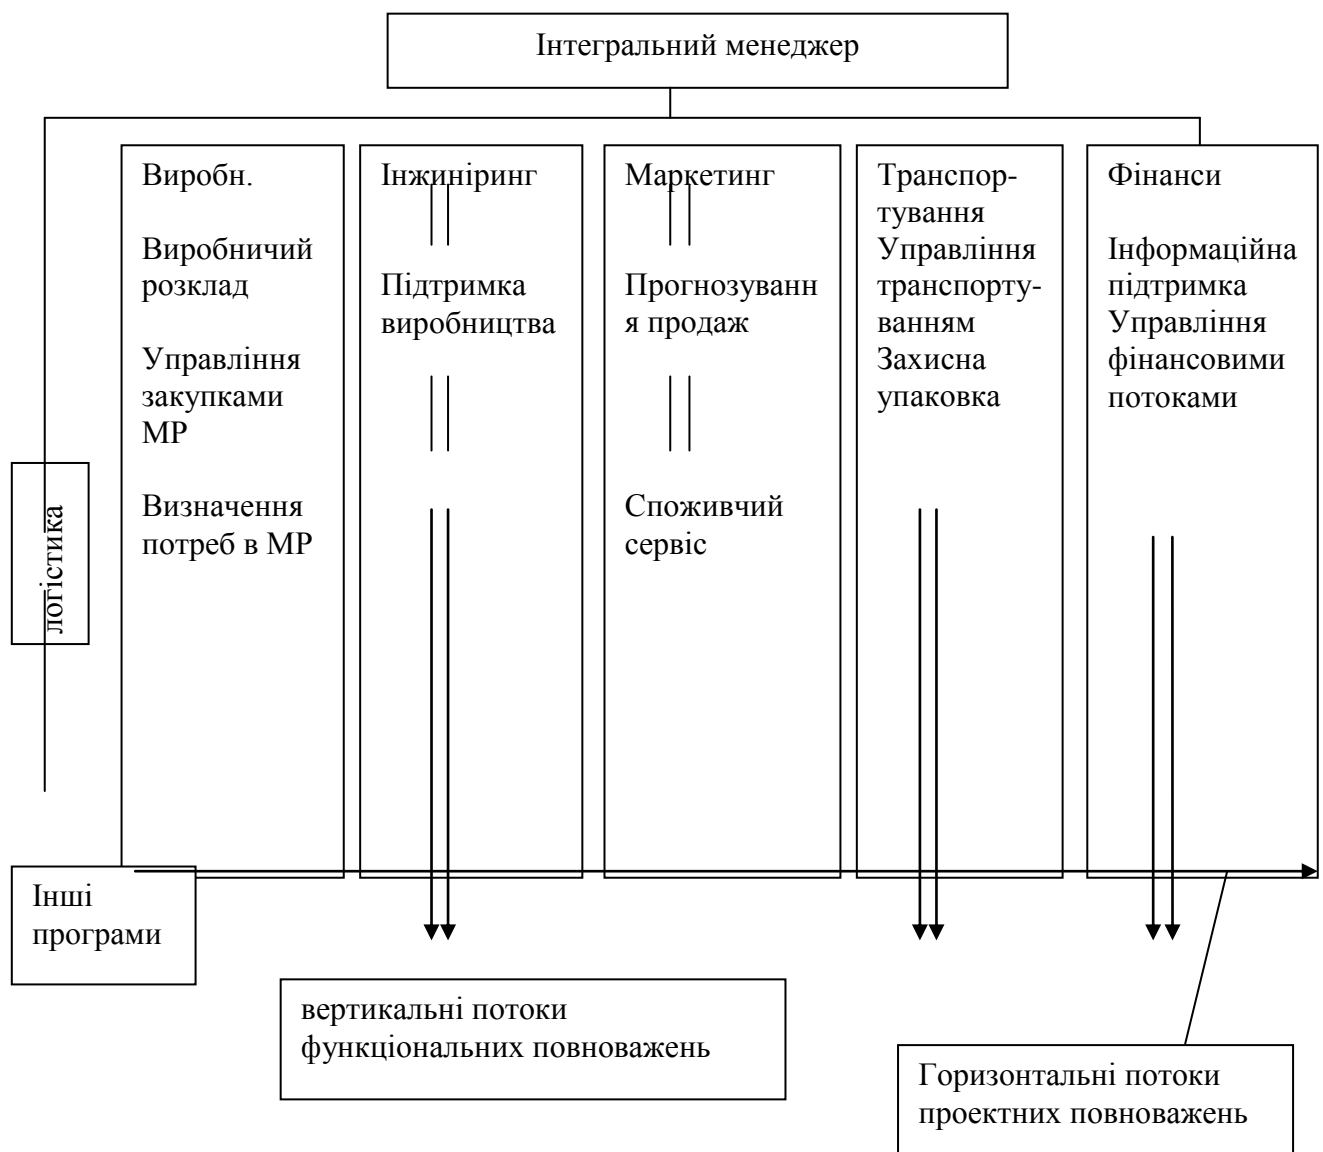 Інтегральний менеджер
Виробн.
Виробничий
розклад
Управління
закупками
МР
Визначення
потреб в МР
Інжиніринг
Підтримка
виробництва
Маркетинг
Прогнозуванн
я продаж
Споживчий
сервіс
Транспор-
тування
Управління
транспорту-
ванням
Захисна
упаковка
Фінанси
Інформаційна
підтримка
Управління
фінансовими
потоками
логістика
Інші
програми
вертикальні потоки
функціональних повноважень
Горизонтальні потоки
проектних повноважень